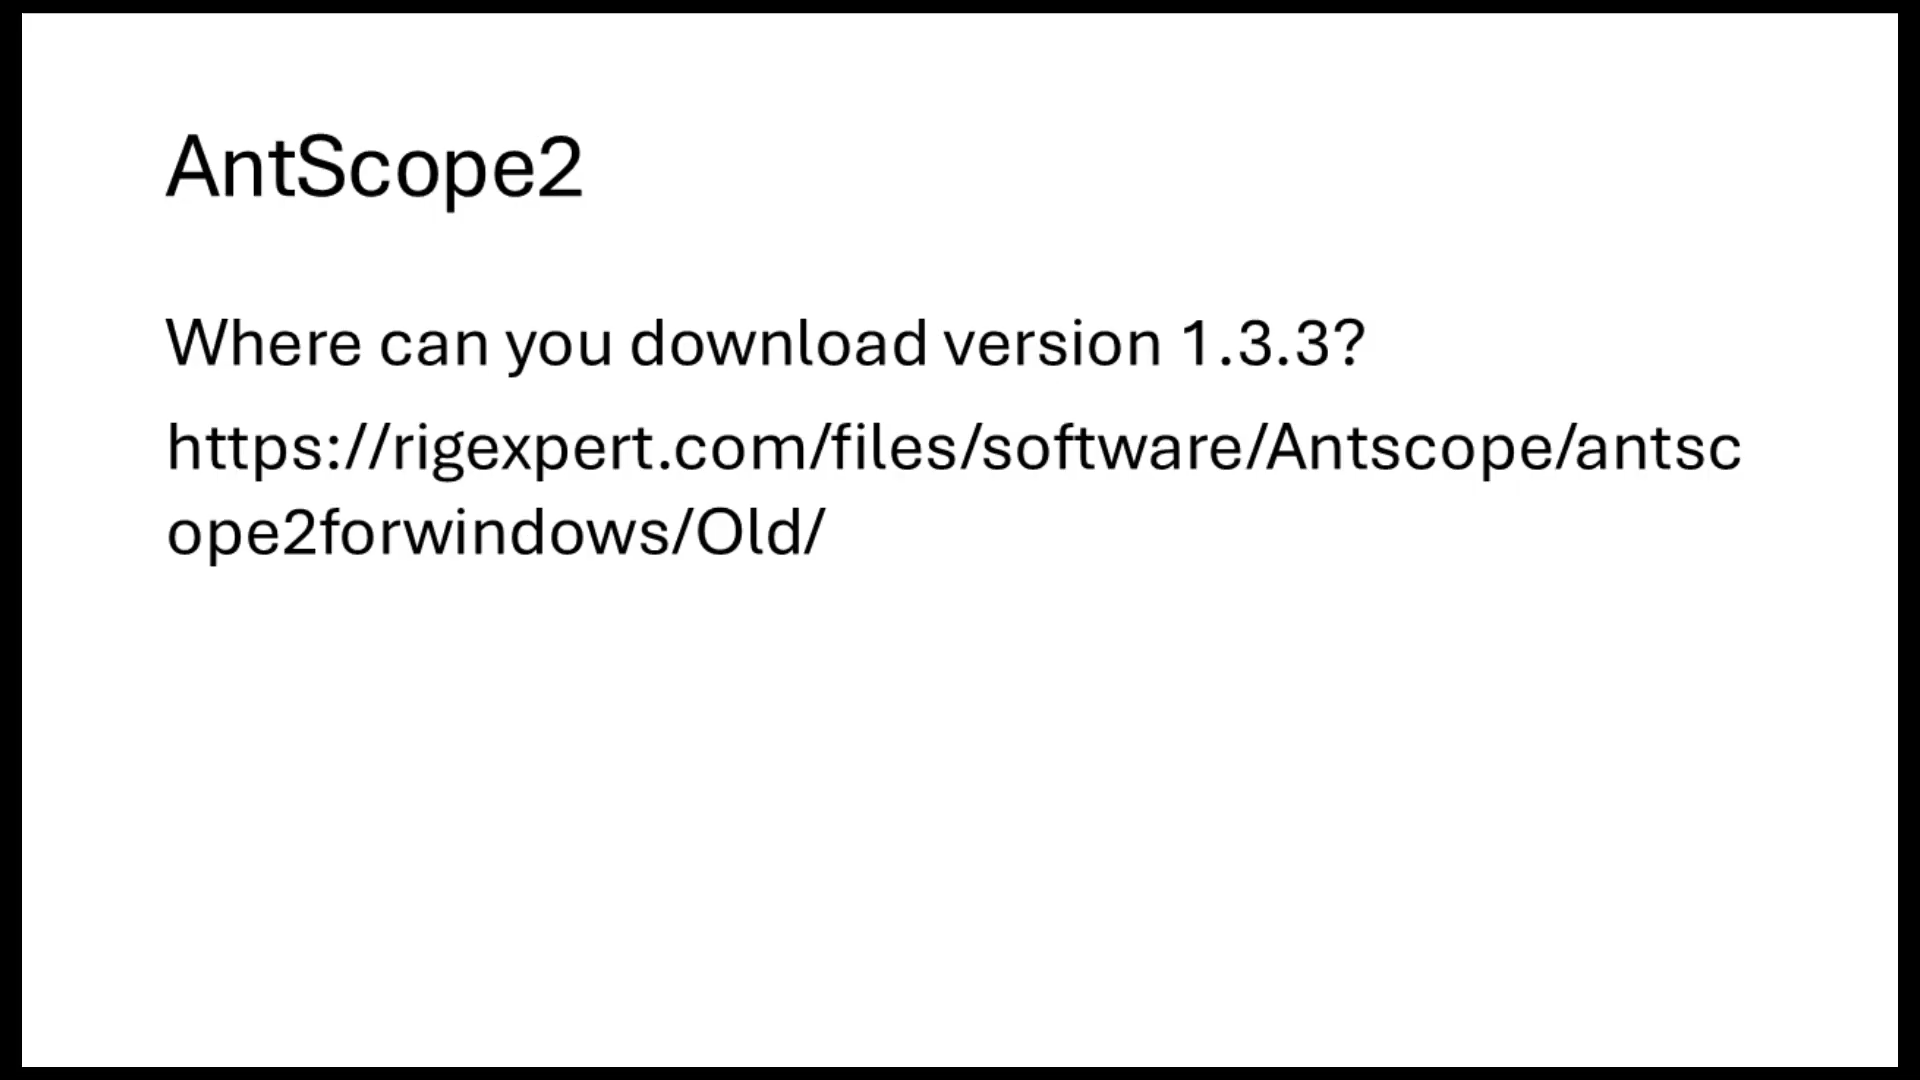 AntScope2
Where can you download version 1.3.3?
https://rigexpert.com/files/software/Antscope/antsc
ope2forwindows/Old/